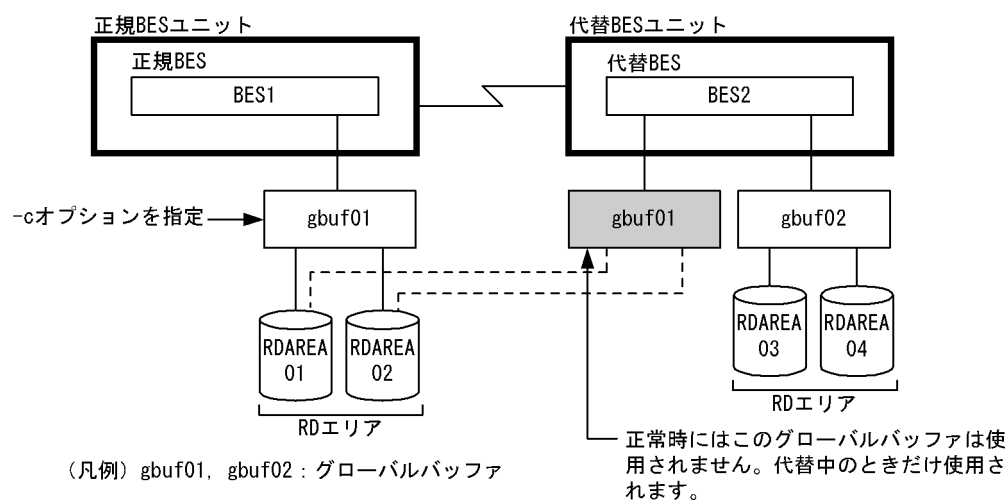 正規BESユニット
代替BESユニット
正規BES
代替BES
BES1
BES2
-cオプションを指定
gbuf01
gbuf01
gbuf02
RDAREA
01
RDAREA
02
RDAREA
03
RDAREA
04
RDエリア
RDエリア
正常時にはこのグローバルバッファは使
用されません。代替中のときだけ使用さ
れます。
(凡例) gbuf01, gbuf02:グローバルバッファ